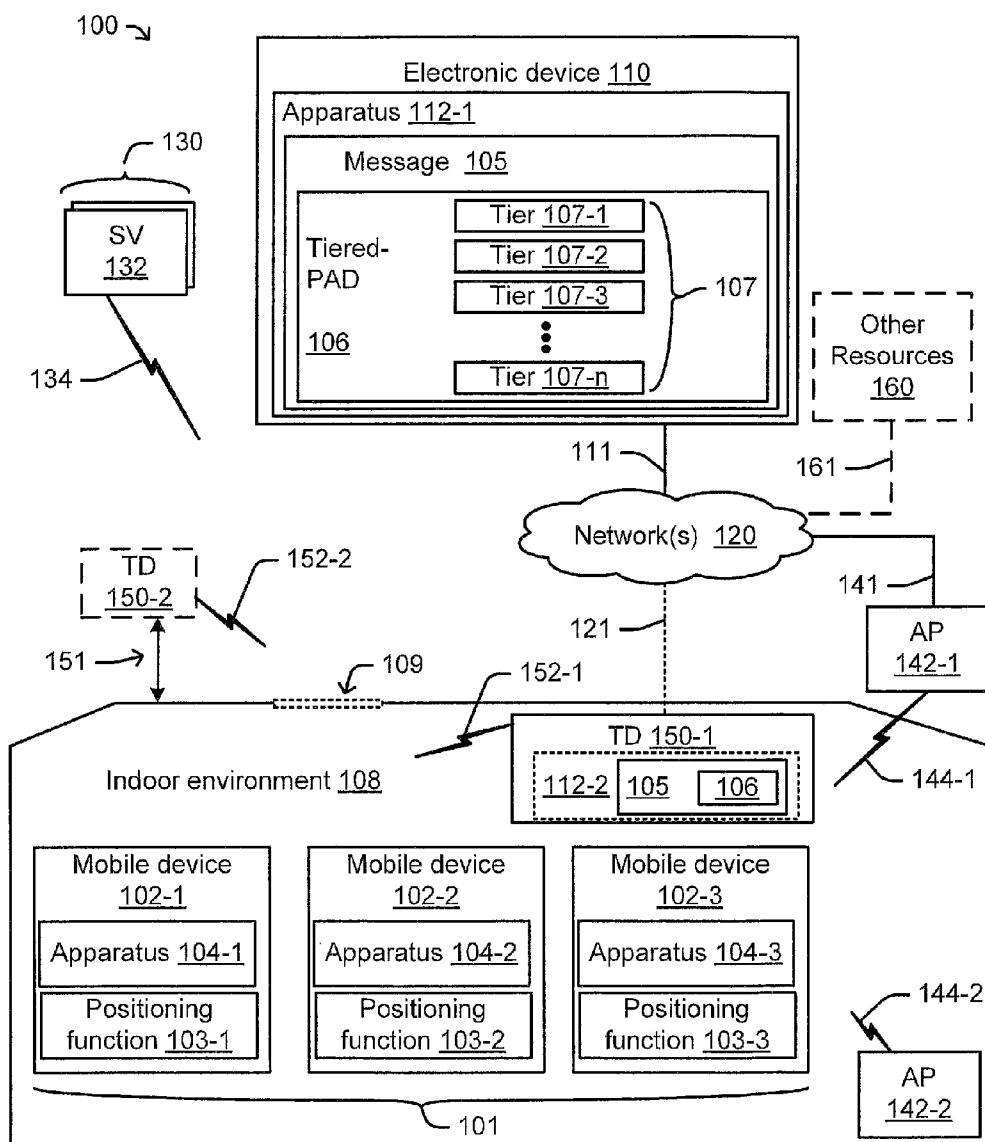 100
Electronic device 110
Apparatus 112-1
Message 105
130
SV
132
134
Tiered-
PAD
106
Tier 107-1
Tier 107-2
Tier 107-3
Tier 107-n
107
Other
Resources
160
111
161
Network(s) 120
TD
150-2
152-2
151
121
141
AP
142-1
109
152-1
TD 150-1
112-2
105
106
Indoor environment 108
144-1
Mobile device
102-1
Apparatus 104-1
Positioning
function 103-1
Mobile device
102-2
Apparatus 104-2
Positioning
function 103-2
Mobile device
102-3
Apparatus 104-3
Positioning
function 103-3
144-2
AP
142-2
101